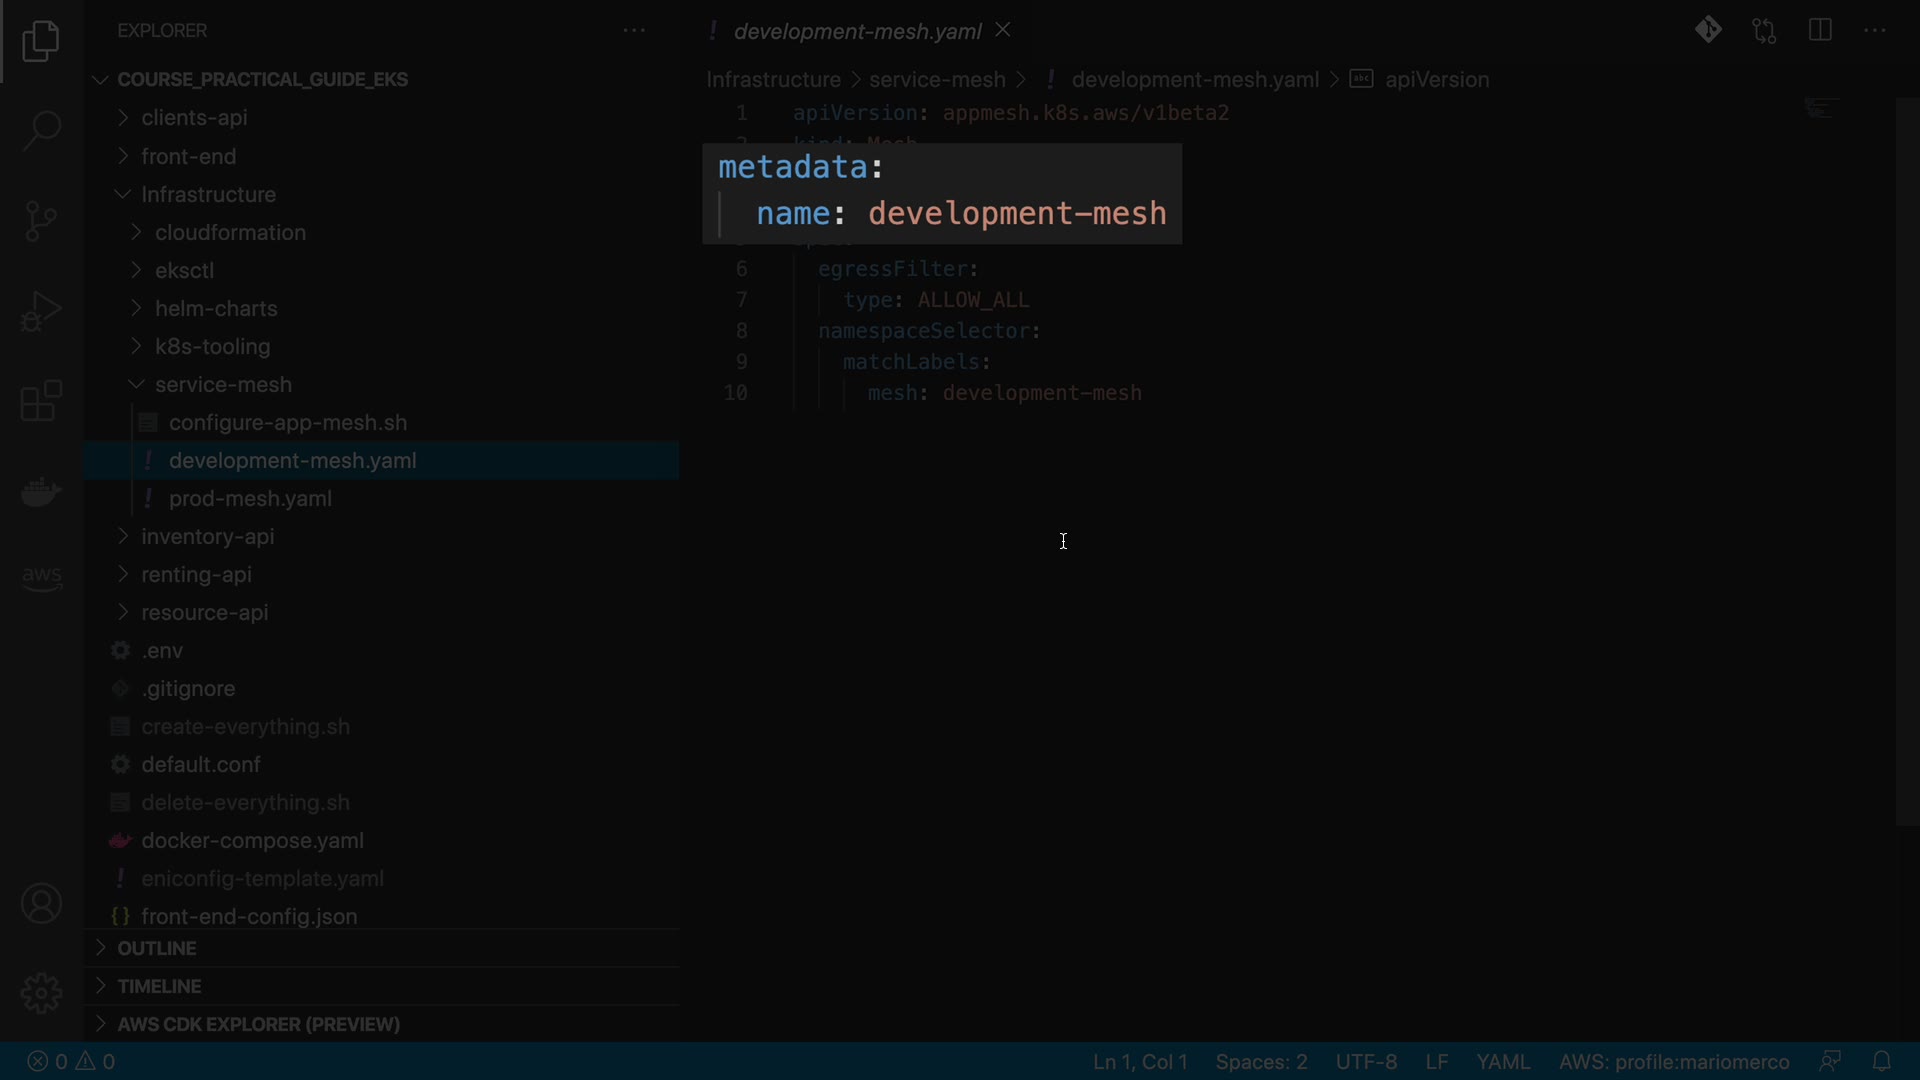 EXPLORER
COURSE_PRACTICAL_GUIDE_EKS
clients-api
front-end
Infrastructure
cloudformation
eksctl
helm-charts
k8s-tooling
service-mesh
configure-app-mesh.sh
! development-mesh.yaml
! prod-mesh.yaml
inventory-api
renting-api
resource-api
.env
.gitignore
create-everything.sh
default.conf
delete-everything.sh
docker-compose.yaml
! eniconfig-template.yaml
{} front-end-config.json
OUTLINE
TIMELINE
AWS CDK EXPLORER (PREVIEW)
aws
! development-mesh.yaml
Infrastructure > service-mesh > ! development-mesh.yaml > abc apiVersion
1 apiVersion: appmesh.k8s.aws/v1beta2
kind: Mesh
metadata:
name: development-mesh
6 egressFilter:
7 type: ALLOW_ALL
8 namespaceSelector:
9 matchLabels:
10 mesh: development-mesh
0 0 Ln 1, Col 1 Spaces: 2 UTF-8 LF YAML AWS: profile:mariomerco